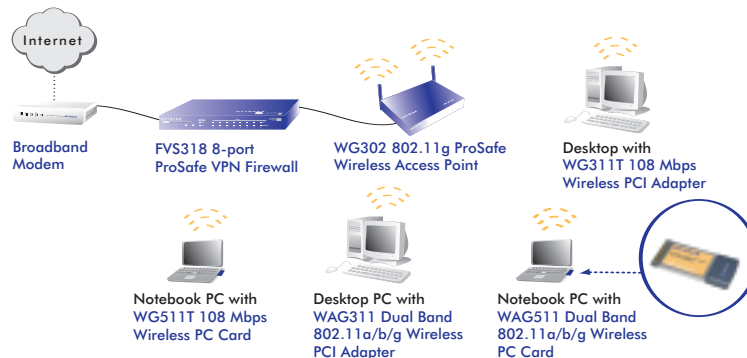 Internet
Broadband
Modem
FVS318 8-port
ProSafe VPN Firewall
WG302 802.11g ProSafe
Wireless Access Point
Desktop with
WG311T 108 Mbps
Wireless PCI Adapter
Notebook PC with
WG511T 108 Mbps
Wireless PC Card
Desktop PC with
WAG311 Dual Band
802.11a/b/g Wireless
PCI Adapter
Notebook PC with
WAG511 Dual Band
802.11a/b/g Wireless
PC Card